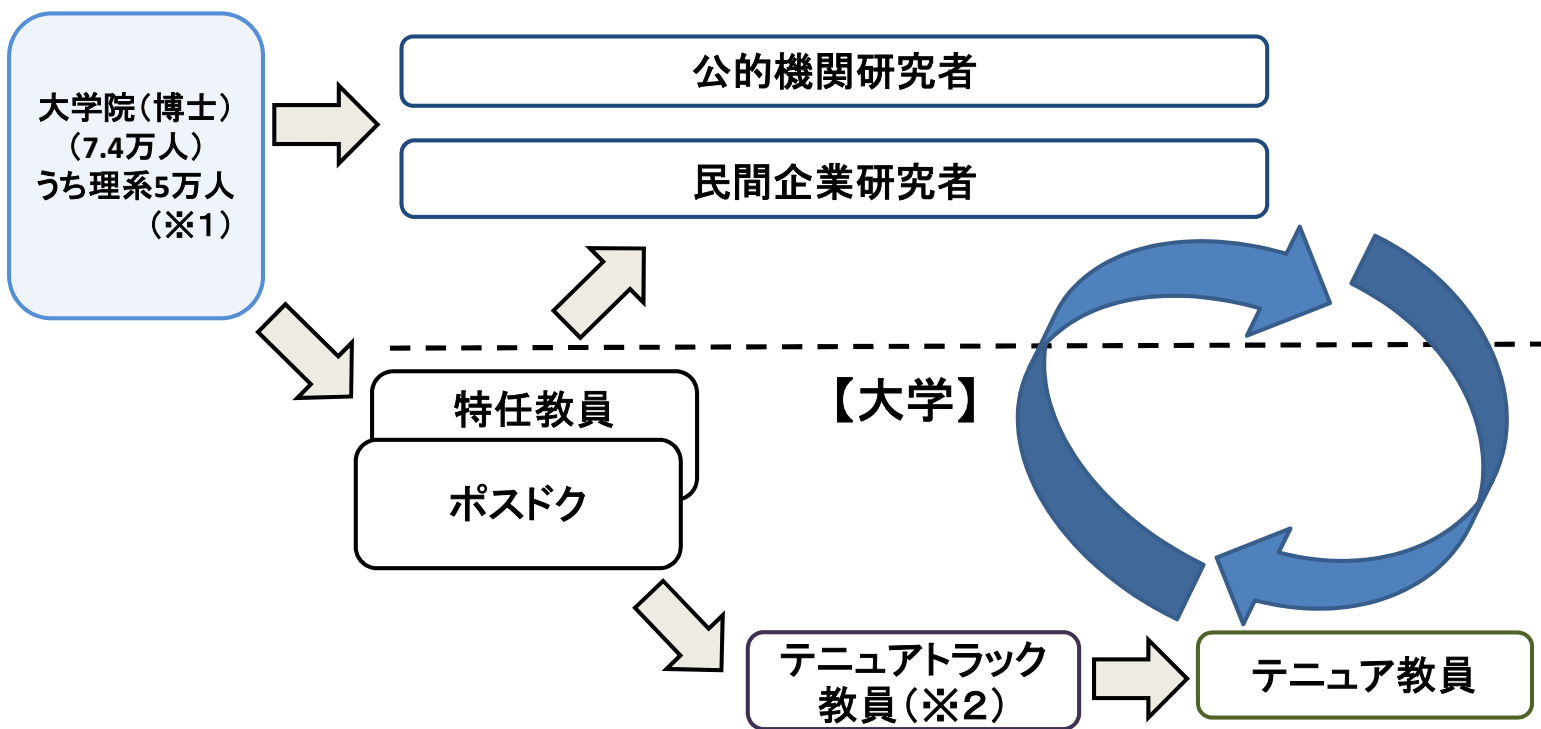 大学院（博士）
（7.4万人）
うち理系5万人
（※1）
公的機関研究者
民間企業研究者
特任教員
ポスドク
【大学】
テニュアトラック
教員（※2）
テニュア教員